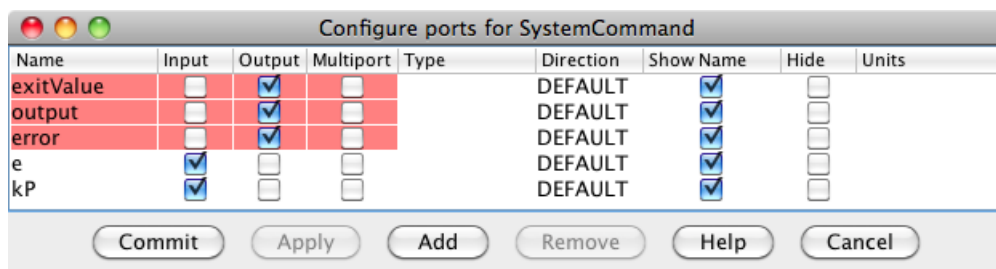 Configure ports for SystemCommand
Name Input Output Multiport Type Direction Show Name Hide Units
exitValue DEFAULT
output DEFAULT
error DEFAULT
e DEFAULT
kP DEFAULT
Commit Apply Add Remove Help Cancel